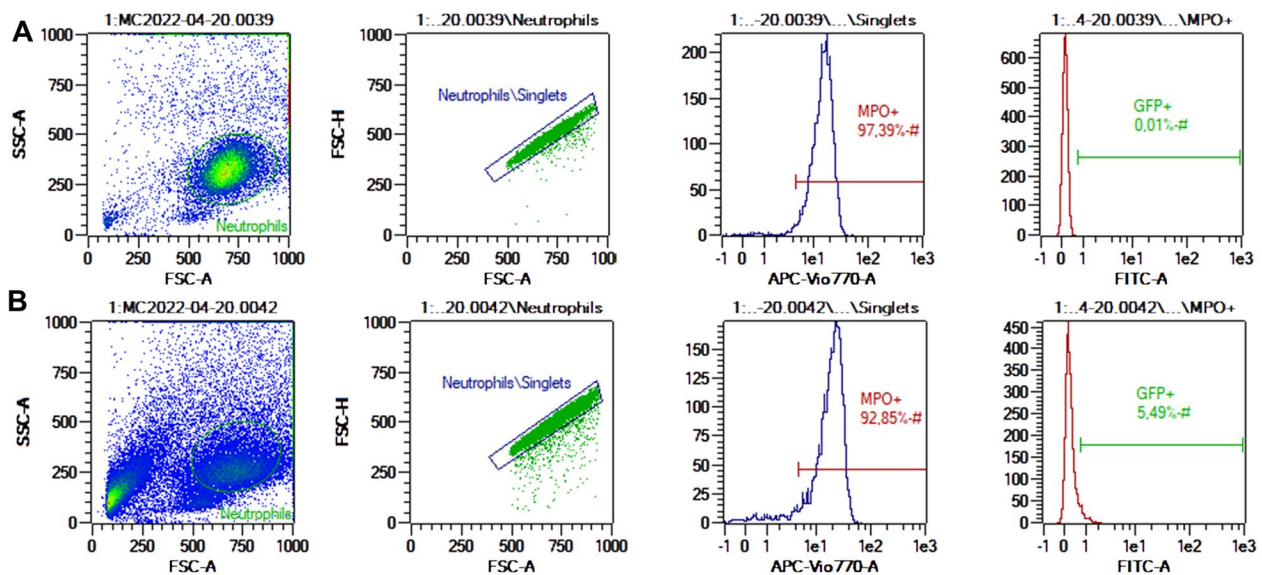 A
1:MC2022-04-20.0039
1:...20.0039\Neutrophils
1:..-20.0039\...\Singlets
1:..4-20.0039\...\MPO+
SSC-A
1000
750
500
250
0
Neutrophils
0 250 500 750 1000
FSC-A
FSC-H
1000
750
500
250
0
Neutrophils\Singlets
0 250 500 750 1000
FSC-A
200
150
100
50
0
MPO+
97,39%-#
-1 0 1 1e1 1e2 1e3
APC-Vio770-A
600
500
400
300
200
100
0
GFP+
0,01%-#
-1 0 1 1e1 1e2 1e3
FITC-A
B
1:MC2022-04-20.0042
1:...20.0042\Neutrophils
1:..-20.0042\...\Singlets
1:..4-20.0042\...\MPO+
SSC-A
1000
750
500
250
0
Neutrophils
0 250 500 750 1000
FSC-A
FSC-H
1000
750
500
250
0
Neutrophils\Singlets
0 250 500 750 1000
FSC-A
150
125
100
75
50
25
0
MPO+
92,85%-#
-1 0 1 1e1 1e2 1e3
APC-Vio770-A
450
400
350
300
250
200
150
100
50
0
GFP+
5,49%-#
-1 0 1 1e1 1e2 1e3
FITC-A